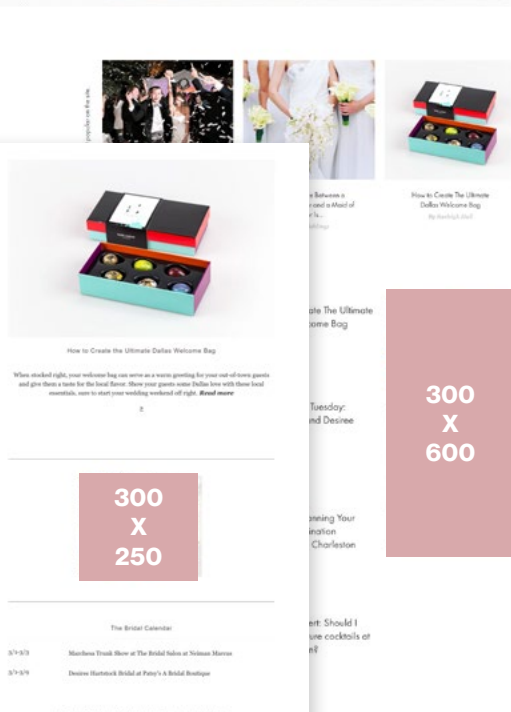 popular on the site.
s Between a
r and a Maid of
r Is...
How to Create The Ultimate
Dallas Welcome Bag
ate The Ultimate
come Bag
Tuesday:
nd Desiree
anning Your
ination
Charleston
ert: Should I
ure cocktails at
How to Create the Ultimate Dallas Welcome Bag
When stocked right, your welcome bag can serve as a warm greeting for your out-of-town guests
and give them a taste for the local flavor. Show your guests some Dallas love with these local
essentials, sure to start your wedding weekend off right. Read more
300
X
250
300
X
600
The Bridal Calendar
Marchesa Trunk Show at The Bridal Salon at Neiman Marcus
Desiree Hartstock Bridal at Patsy's A Bridal Boutique